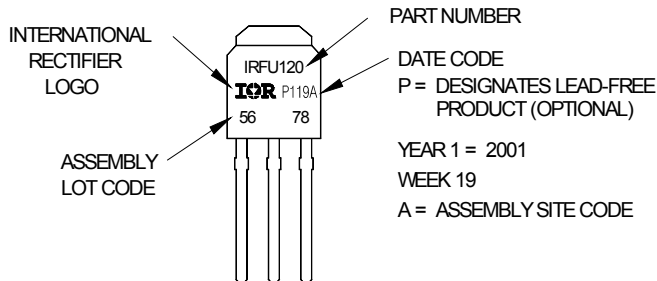 INTERNATIONAL
RECTIFIER
LOGO
ASSEMBLY
LOT CODE
IRFU120
IOR P119A
56 78
PART NUMBER
DATE CODE
P = DESIGNATES LEAD-FREE
PRODUCT (OPTIONAL)
YEAR 1 = 2001
WEEK 19
A = ASSEMBLY SITE CODE